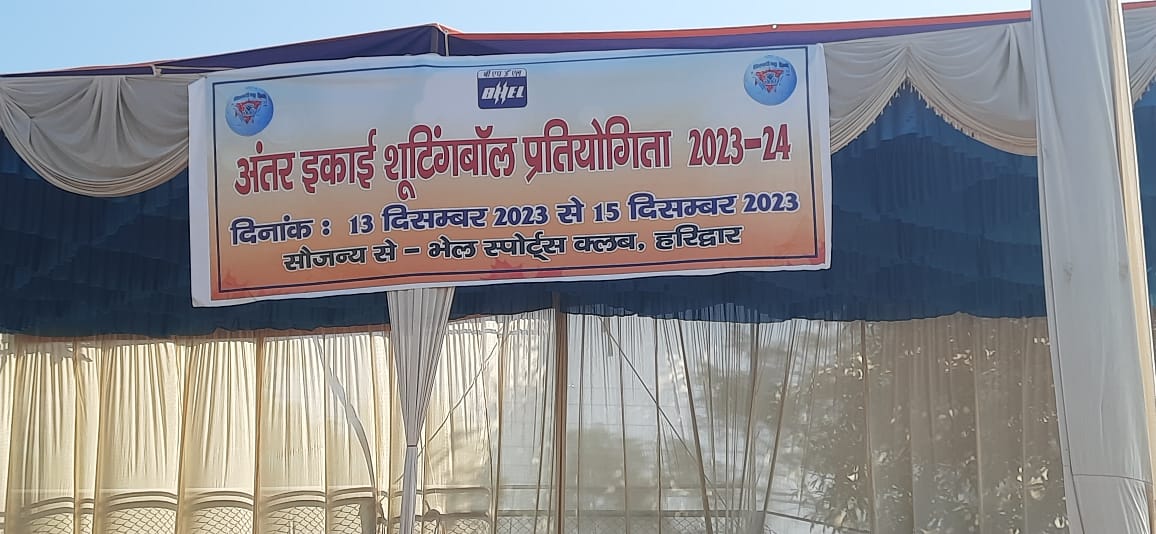 बी एच ई एल
BHEL
अंतर इकाई शूटिंगबॉल प्रतियोगिता 2023-24
दिनांक : 13 दिसम्बर 2023 से 15 दिसम्बर 2023
सौजन्य से - भेल स्पोर्ट्स क्लब, हरिद्वार